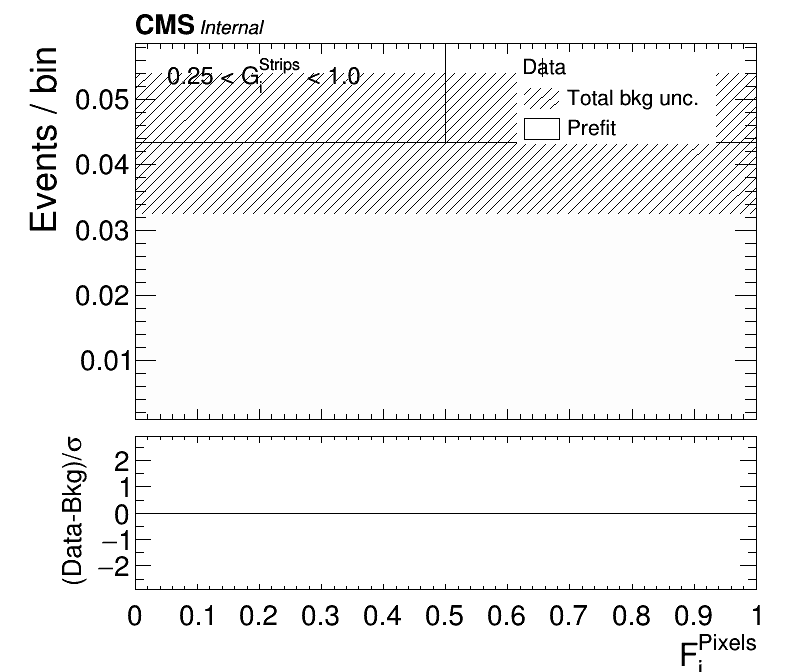 CMS Internal
Events / bin
0.25 < G_i^Strips < 1.0
Data
Total bkg unc.
Prefit
0.05
0.04
0.03
0.02
0.01
(Data-Bkg)/σ
2
1
0
−1
−2
0 0.1 0.2 0.3 0.4 0.5 0.6 0.7 0.8 0.9 1
F_i^Pixels